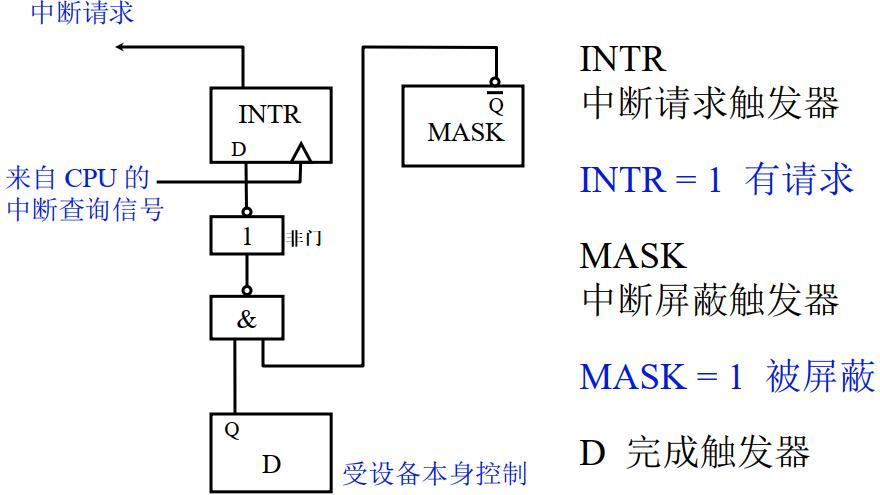 中断请求
INTR
D
Q̅
MASK
来自 CPU 的
中断查询信号
1
非门
&
Q
D
受设备本身控制
INTR
中断请求触发器
INTR = 1 有请求
MASK
中断屏蔽触发器
MASK = 1 被屏蔽
D 完成触发器